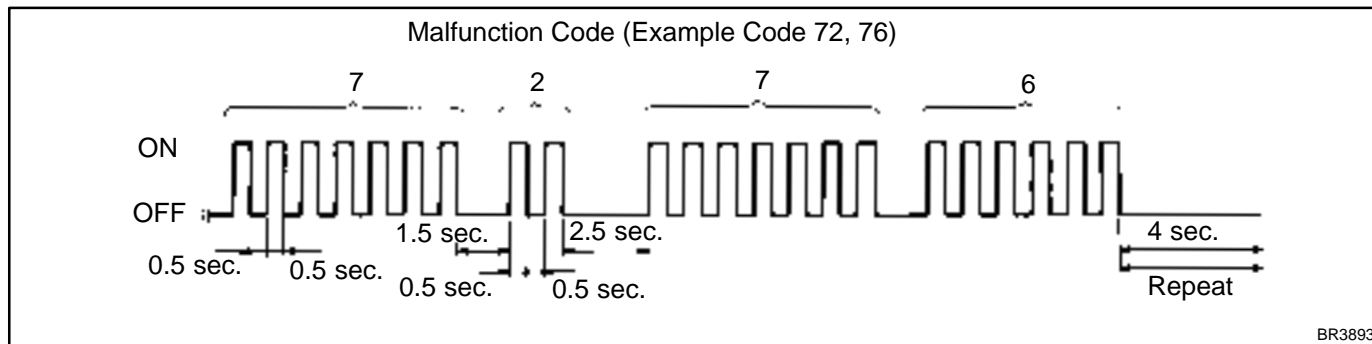 Malfunction Code (Example Code 72, 76)
7 2 7 6
ON
OFF
1.5 sec. 2.5 sec. 4 sec.
0.5 sec. 0.5 sec. 0.5 sec. 0.5 sec. Repeat
BR3893